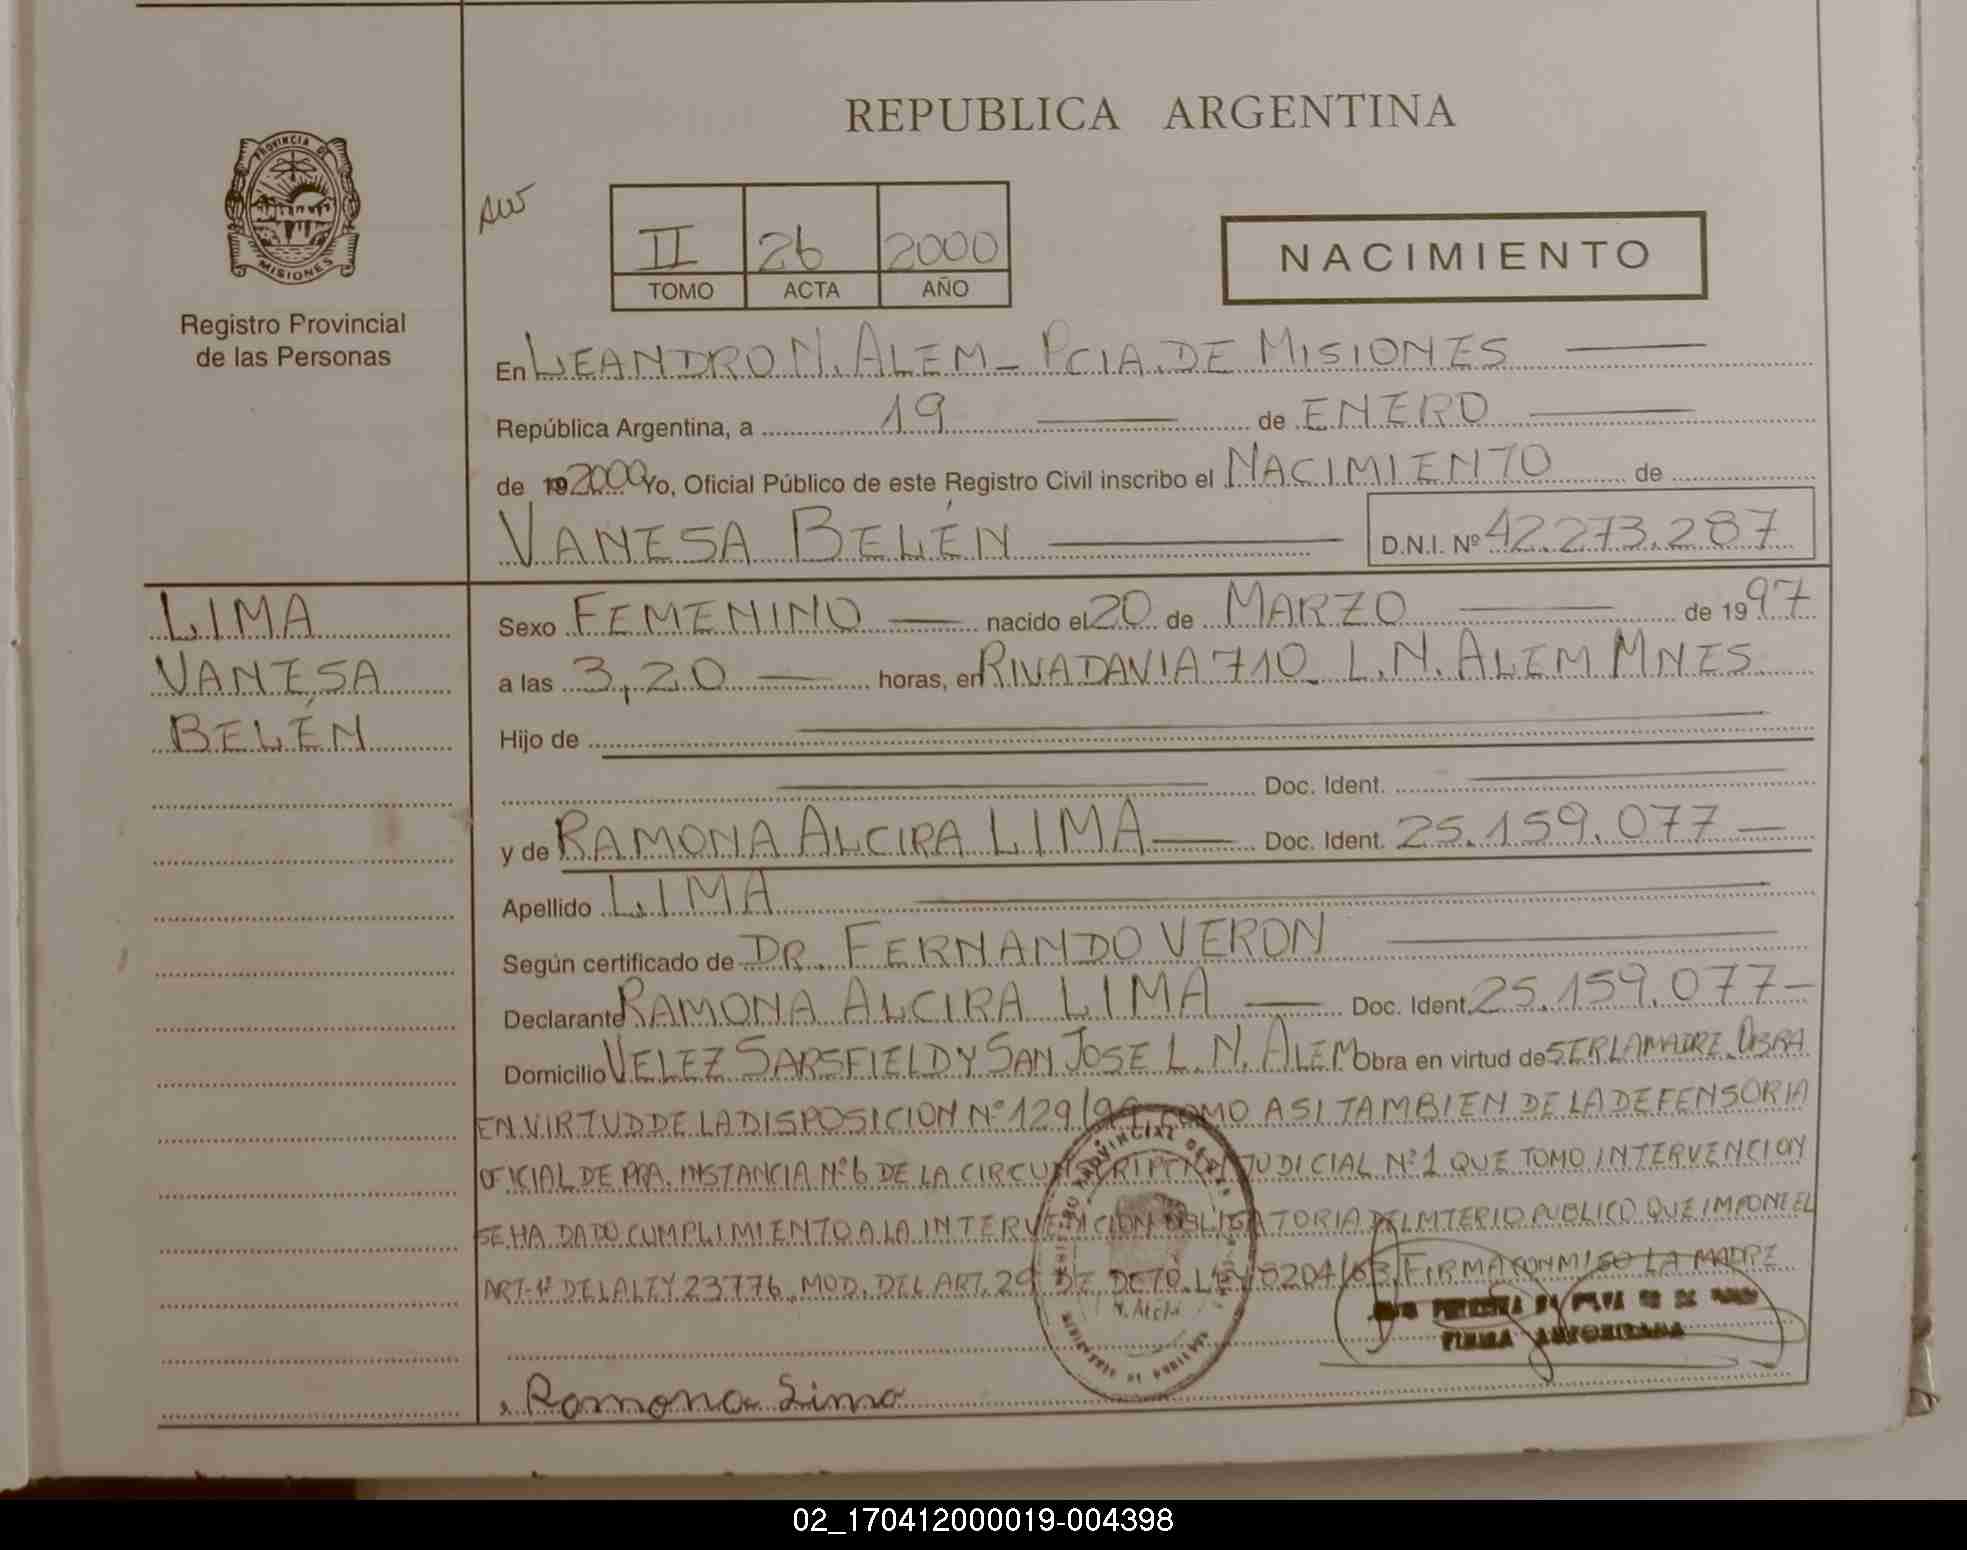 REPUBLICA ARGENTINA
PROVINCIA DE
MISIONES
Registro Provincial
de las Personas
II 26 2000
TOMO ACTA AÑO
NACIMIENTO
En LEANDRO N. ALEM - PCIA. DE MISIONES
República Argentina, a 19 de ENERO
de 19 2000 Yo, Oficial Público de este Registro Civil inscribo el NACIMIENTO de
VANESA BELÉN D.N.I. Nº 42.273.287
LIMA
VANESA
BELÉN
Sexo FEMENINO nacido el 20 de MARZO de 1997
a las 3,20 horas, en RIVADAVIA 710_ L.N. ALEM MNES
Hijo de
Doc. Ident.
y de RAMONA ALCIRA LIMA Doc. Ident. 25.159.077
Apellido LIMA
Según certificado de DR. FERNANDO VERON
Declarante RAMONA ALCIRA LIMA Doc. Ident. 25.159.077
Domicilio VELEZ SARSFIELD Y SAN JOSE L.N. ALEM Obra en virtud de SER LA MADRE. OBRA
EN VIRTUD DE LA DISPOSICION Nº 129/99 COMO ASI TAMBIEN DE LA DEFENSORIA
OFICIAL DE PRA. INSTANCIA Nº 6 DE LA CIRCUNSCRIPCION JUDICIAL Nº 1 QUE TOMO INTERVENCION
SE HA DADO CUMPLIMIENTO A LA INTERVENCION OBLIGATORIA DEL MTERIO PUBLICO QUE IMPONE EL
ART-1º DE LA LEY 23776, MOD. DEL ART. 29 DE DETO. LEY 8204/63. FIRMA CONMIGO LA MADRE
FIRMA AUTORIZADA
Ramona Lima
02_170412000019-004398